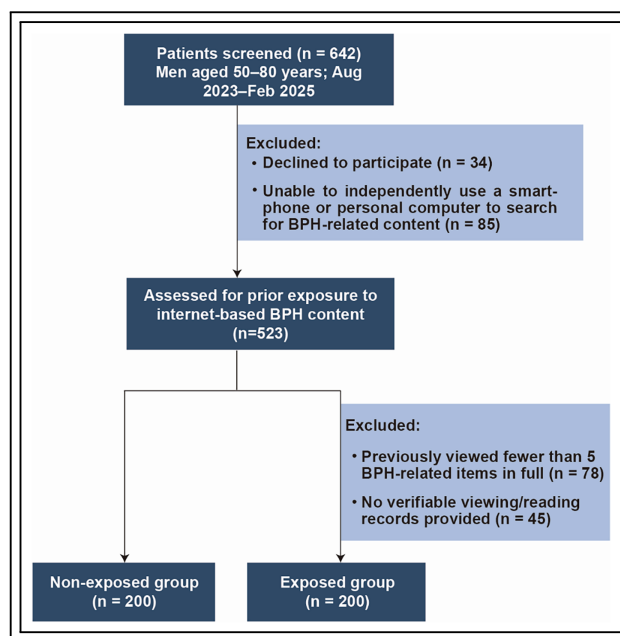 Patients screened (n = 642)
Men aged 50–80 years; Aug
2023–Feb 2025
Excluded:
• Declined to participate (n = 34)
• Unable to independently use a smart-
phone or personal computer to search
for BPH-related content (n = 85)
Assessed for prior exposure to
internet-based BPH content
(n=523)
Excluded:
• Previously viewed fewer than 5
BPH-related items in full (n = 78)
• No verifiable viewing/reading
records provided (n = 45)
Non-exposed group
(n = 200)
Exposed group
(n = 200)